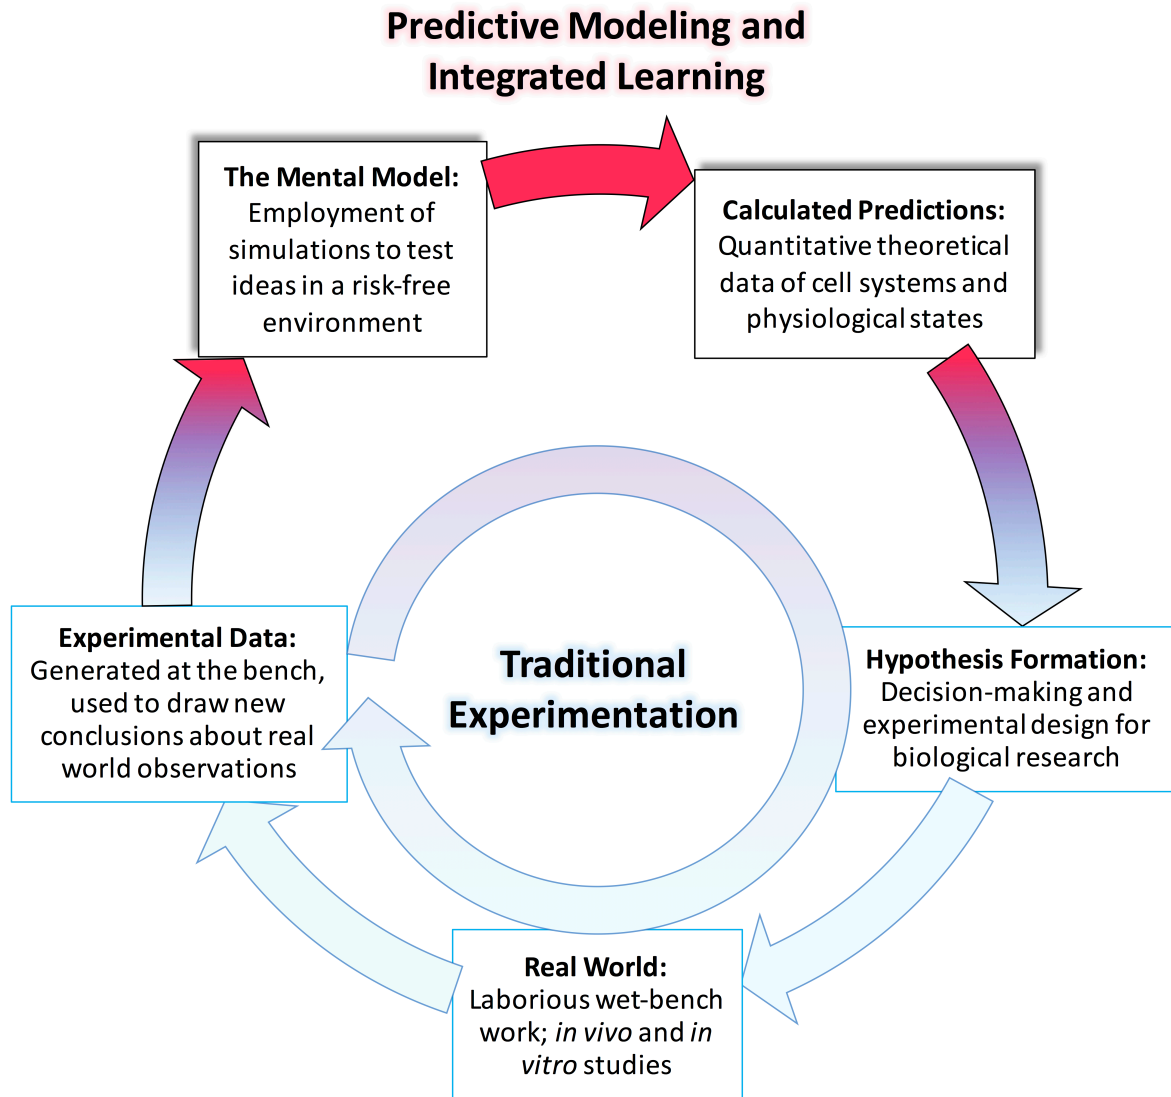 Predictive Modeling and
Integrated Learning
The Mental Model:
Employment of
simulations to test
ideas in a risk-free
environment
Calculated Predictions:
Quantitative theoretical
data of cell systems and
physiological states
Traditional
Experimentation
Experimental Data:
Generated at the bench,
used to draw new
conclusions about real
world observations
Hypothesis Formation:
Decision-making and
experimental design for
biological research
Real World:
Laborious wet-bench
work; in vivo and in
vitro studies